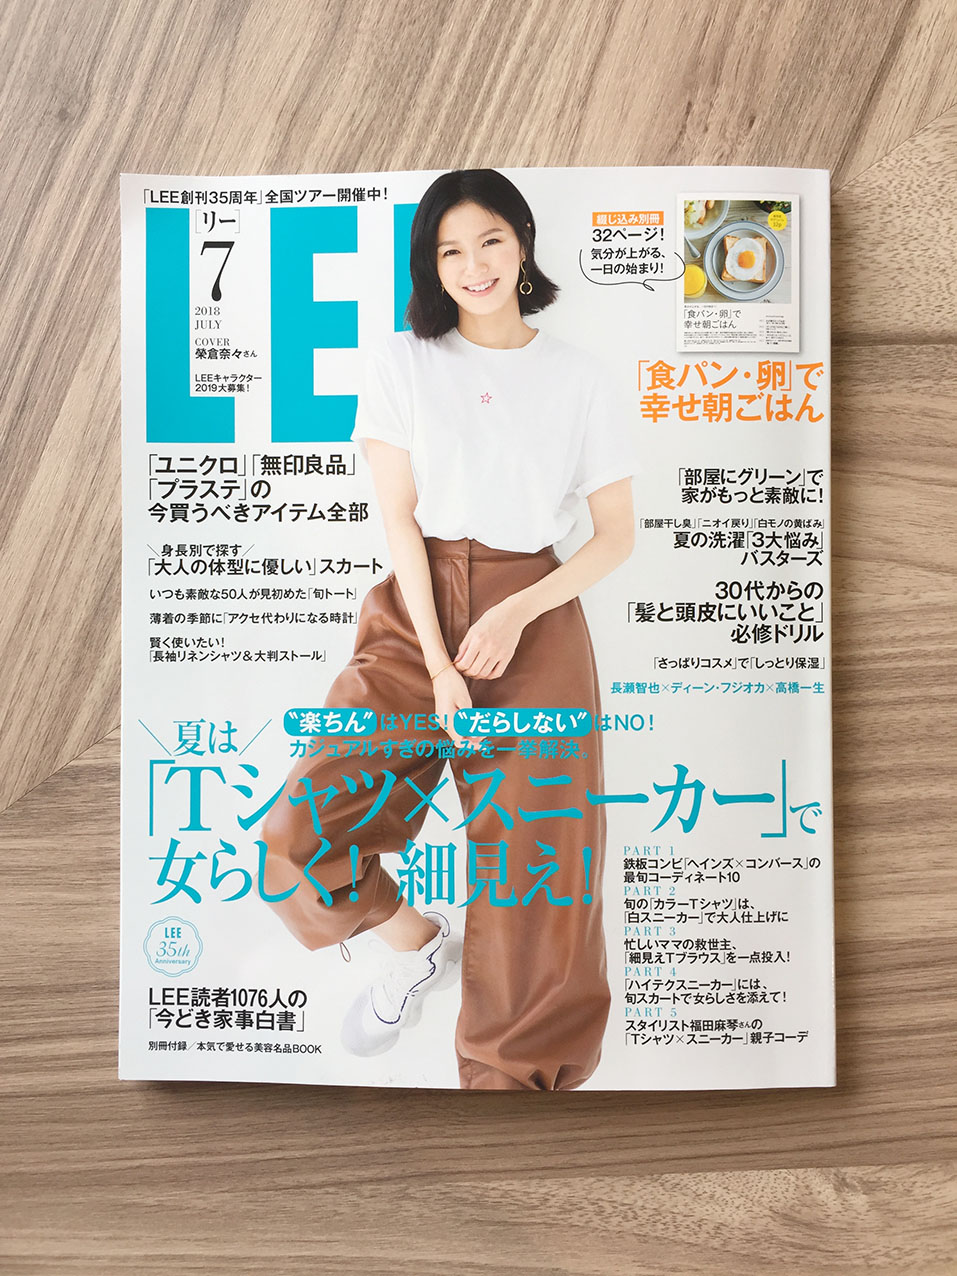 「LEE創刊35周年」全国ツアー開催中！
LEE
[リー]
7
2018
JULY
COVER
榮倉奈々さん
LEEキャラクター
2019大募集！
綴じ込み別冊
32ページ！
気分が上がる、
一日の始まり！
「食パン・卵」で
幸せ朝ごはん
「食パン・卵」で
幸せ朝ごはん
「ユニクロ」「無印良品」
「プラステ」の
今買うべきアイテム全部
＼身長別で探す／
「大人の体型に優しい」スカート
いつも素敵な50人が見初めた「旬トート」
薄着の季節に「アクセ代わりになる時計」
賢く使いたい！
「長袖リネンシャツ＆大判ストール」
「部屋にグリーン」で
家がもっと素敵に！
「部屋干し臭」「ニオイ戻り」「白モノの黄ばみ」
夏の洗濯「3大悩み」
バスターズ
30代からの
「髪と頭皮にいいこと」
必修ドリル
「さっぱりコスメ」で「しっとり保湿」
長瀬智也×ディーン・フジオカ×高橋一生
＼夏は／
“楽ちん”はYES！“だらしない”はNO！
カジュアルすぎの悩みを一挙解決。
「Tシャツ×スニーカー」で
女らしく！細見え！
PART 1
鉄板コンビ「ヘインズ×コンバース」の
最旬コーディネート10
PART 2
旬の「カラーTシャツ」は、
「白スニーカー」で大人仕上げに
PART 3
忙しいママの救世主、
「細見えTブラウス」を一点投入！
PART 4
「ハイテクスニーカー」には、
旬スカートで女らしさを添えて！
PART 5
スタイリスト福田麻琴さんの
「Tシャツ×スニーカー」親子コーデ
LEE
35th
Anniversary
LEE読者1076人の
「今どき家事白書」
別冊付録／本気で愛せる美容名品BOOK